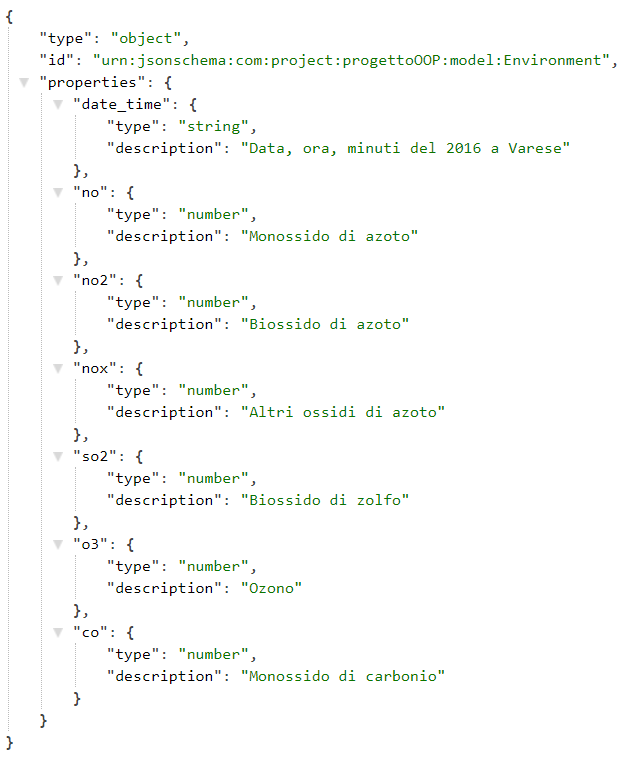 {
    "type": "object",
    "id": "urn:jsonschema:com:project:progettoOOP:model:Environment",
    "properties": {
        "date_time": {
            "type": "string",
            "description": "Data, ora, minuti del 2016 a Varese"
        },
        "no": {
            "type": "number",
            "description": "Monossido di azoto"
        },
        "no2": {
            "type": "number",
            "description": "Biossido di azoto"
        },
        "nox": {
            "type": "number",
            "description": "Altri ossidi di azoto"
        },
        "so2": {
            "type": "number",
            "description": "Biossido di zolfo"
        },
        "o3": {
            "type": "number",
            "description": "Ozono"
        },
        "co": {
            "type": "number",
            "description": "Monossido di carbonio"
        }
    }
}